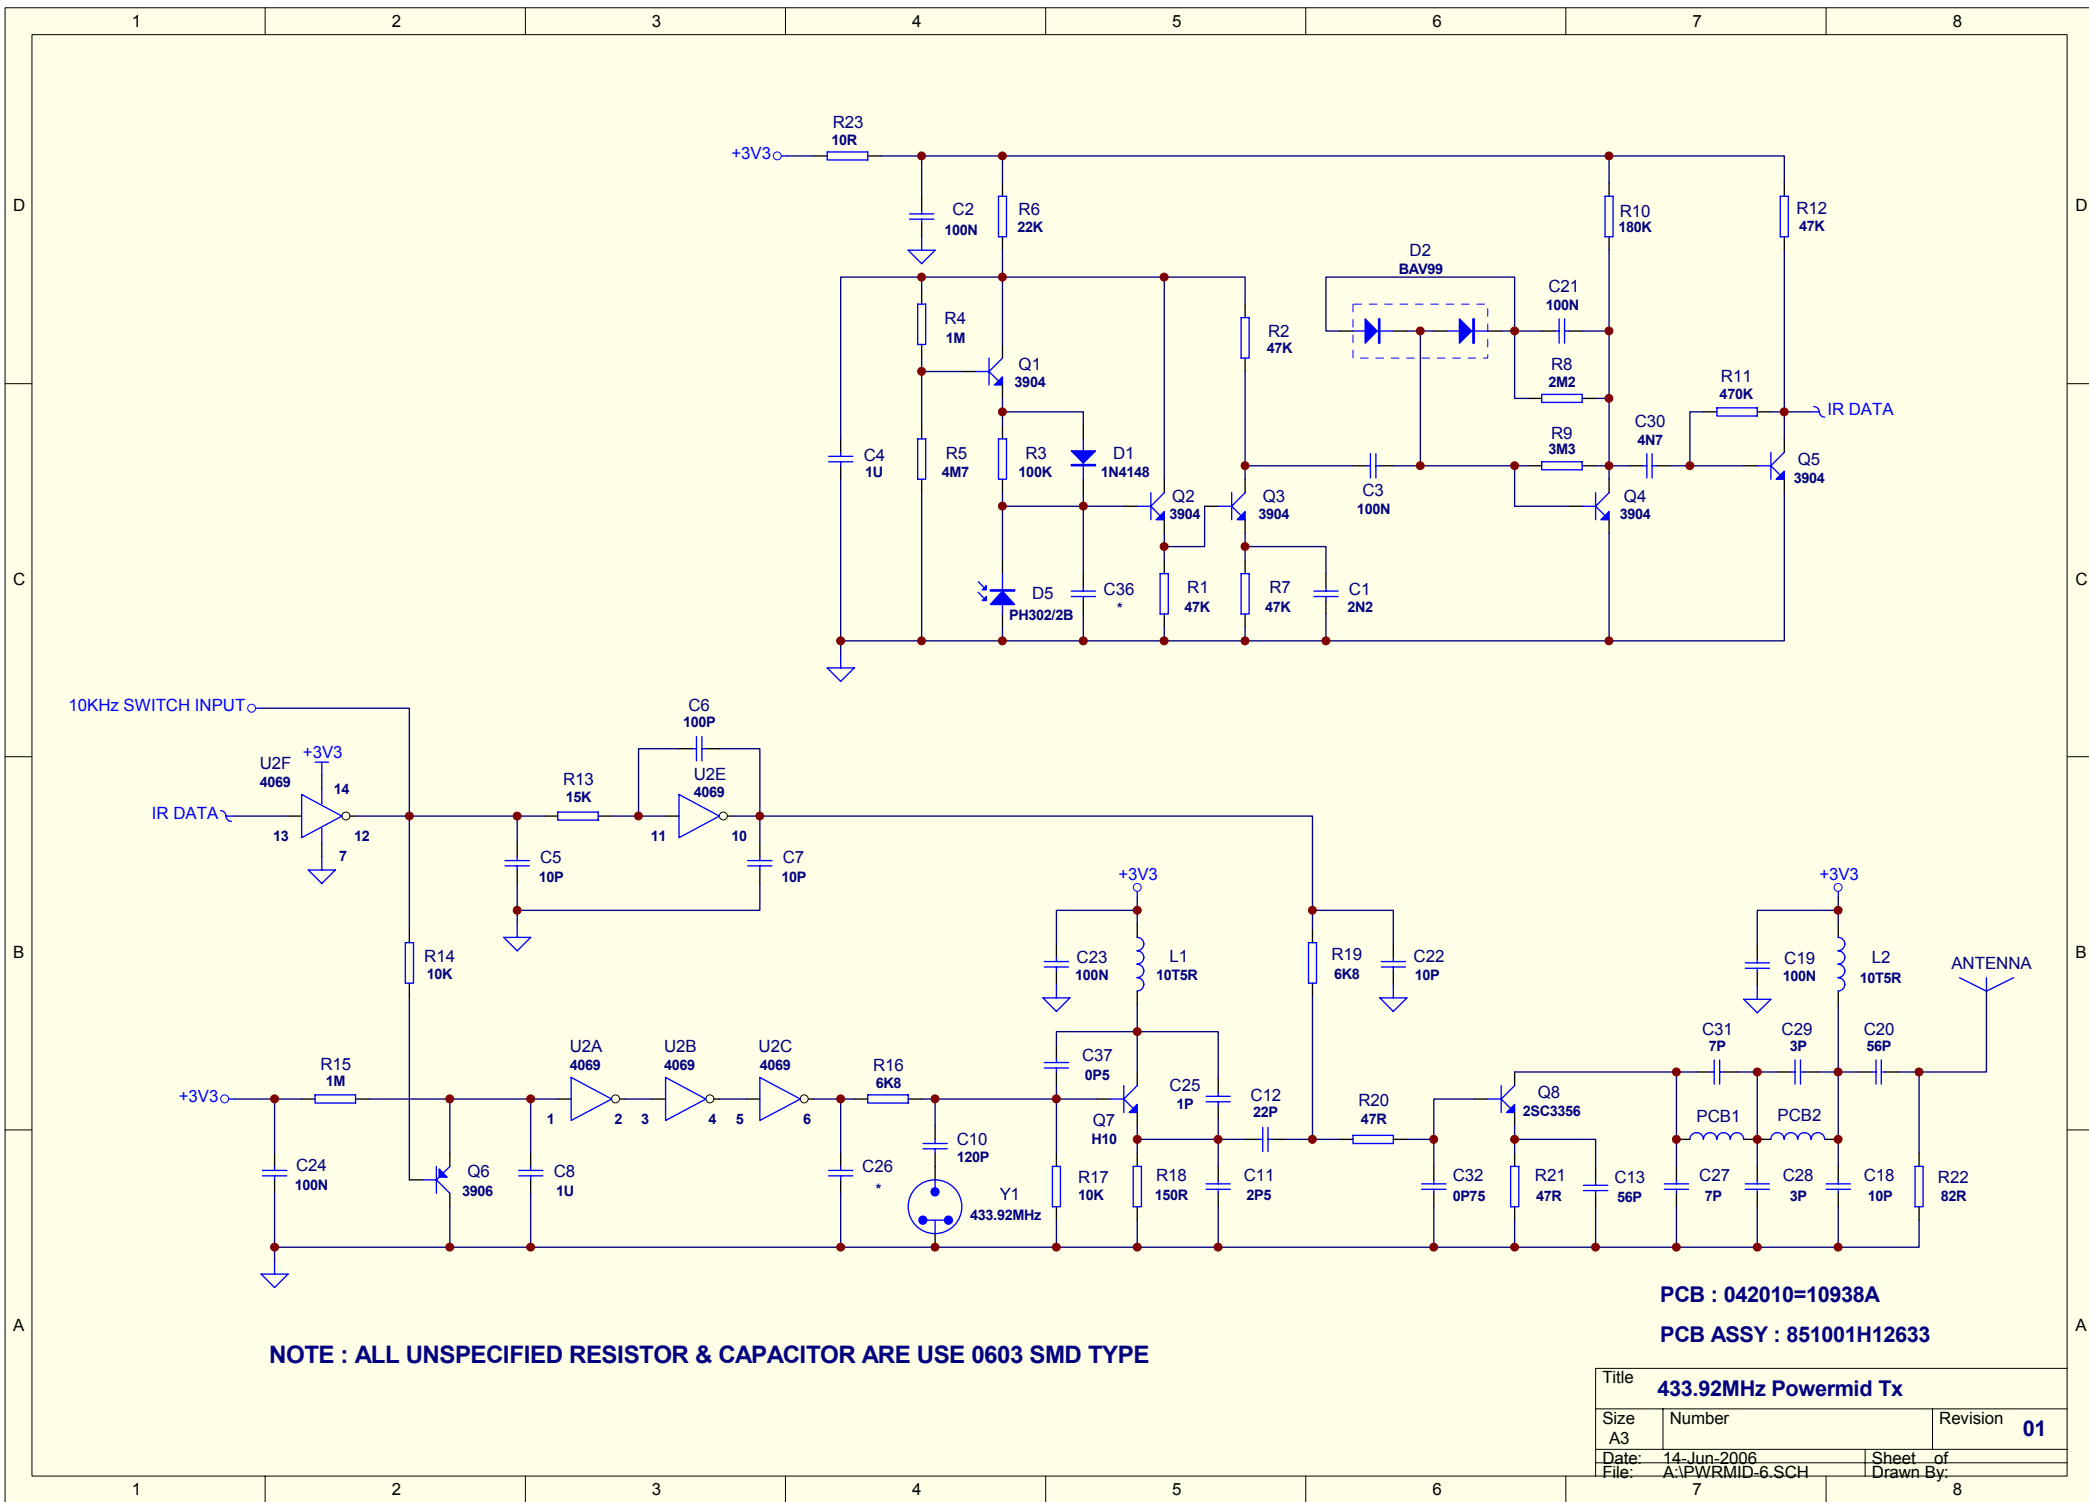 1 2 3 4 5 6 7 8
D
D
C
C
B
B
A
A
R23
10R
+3V3
C2
100N
R6
22K
R10
180K
R12
47K
D2
BAV99
C21
100N
R4
1M
R2
47K
Q1
3904
R8
2M2
R11
470K
IR DATA
C30
4N7
R9
3M3
C4
1U
R5
4M7
R3
100K
D1
1N4148
Q5
3904
C3
100N
Q2
3904
Q3
3904
Q4
3904
D5
PH302/2B
C36
*
R1
47K
R7
47K
C1
2N2
10KHz SWITCH INPUT
C6
100P
U2F
4069
+3V3
14
13
12
7
IR DATA
R13
15K
U2E
4069
11
10
C5
10P
C7
10P
+3V3
+3V3
R14
10K
C23
100N
L1
10T5R
R19
6K8
C22
10P
C19
100N
L2
10T5R
ANTENNA
C31
7P
C29
3P
C20
56P
R15
1M
U2A
4069
U2B
4069
U2C
4069
R16
6K8
C37
0P5
+3V3
1
2
3
4
5
6
C25
1P
C12
22P
R20
47R
Q8
2SC3356
Q7
H10
PCB1
PCB2
C10
120P
C24
100N
Q6
3906
C8
1U
C26
*
Y1
433.92MHz
R17
10K
R18
150R
C11
2P5
C32
0P75
R21
47R
C13
56P
C27
7P
C28
3P
C18
10P
R22
82R
PCB : 042010=10938A
PCB ASSY : 851001H12633
NOTE : ALL UNSPECIFIED RESISTOR & CAPACITOR ARE USE 0603 SMD TYPE
Title
433.92MHz Powermid Tx
Size
A3
Number
Revision
01
Date: 14-Jun-2006
Sheet of
File: A:\PWRMID-6.SCH
Drawn By:
1 2 3 4 5 6 7 8